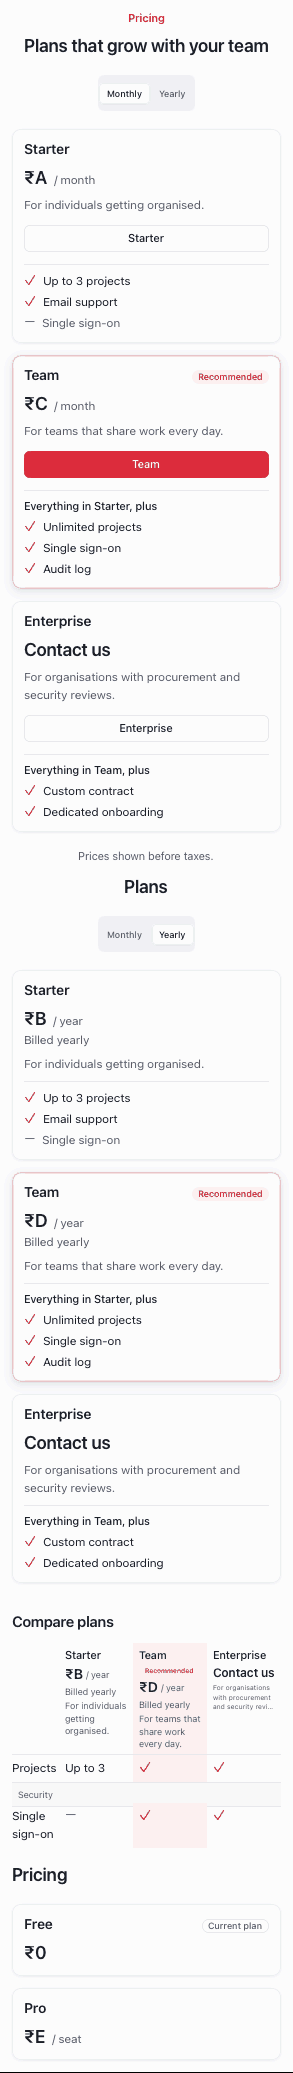 Pricing
Plans that grow with your team
Monthly Yearly
Starter
₹A / month
For individuals getting organised.
Starter
Up to 3 projects
Email support
Single sign-on
Team Recommended
₹C / month
For teams that share work every day.
Team
Everything in Starter, plus
Unlimited projects
Single sign-on
Audit log
Enterprise
Contact us
For organisations with procurement and
security reviews.
Enterprise
Everything in Team, plus
Custom contract
Dedicated onboarding
Prices shown before taxes.
Plans
Monthly Yearly
Starter
₹B / year
Billed yearly
For individuals getting organised.
Up to 3 projects
Email support
Single sign-on
Team Recommended
₹D / year
Billed yearly
For teams that share work every day.
Everything in Starter, plus
Unlimited projects
Single sign-on
Audit log
Enterprise
Contact us
For organisations with procurement and
security reviews.
Everything in Team, plus
Custom contract
Dedicated onboarding
Compare plans
Starter
₹B / year
Billed yearly
For individuals
getting
organised.
Team
Recommended
₹D / year
Billed yearly
For teams that
share work
every day.
Enterprise
Contact us
For organisations
with procurement
and security revi...
Projects Up to 3
Security
Single
sign-on
Pricing
Free Current plan
₹0
Pro
₹E / seat